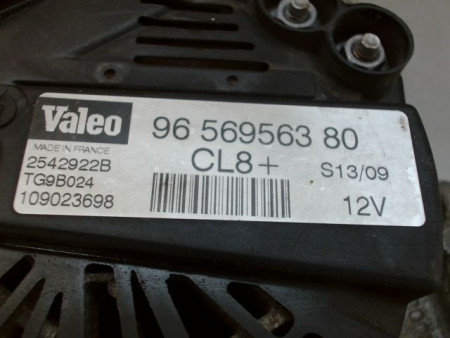 Valeo
96 569563 80
MADE IN FRANCE
CL8+
S13/09
2542922B
TG9B024
109023698
12V